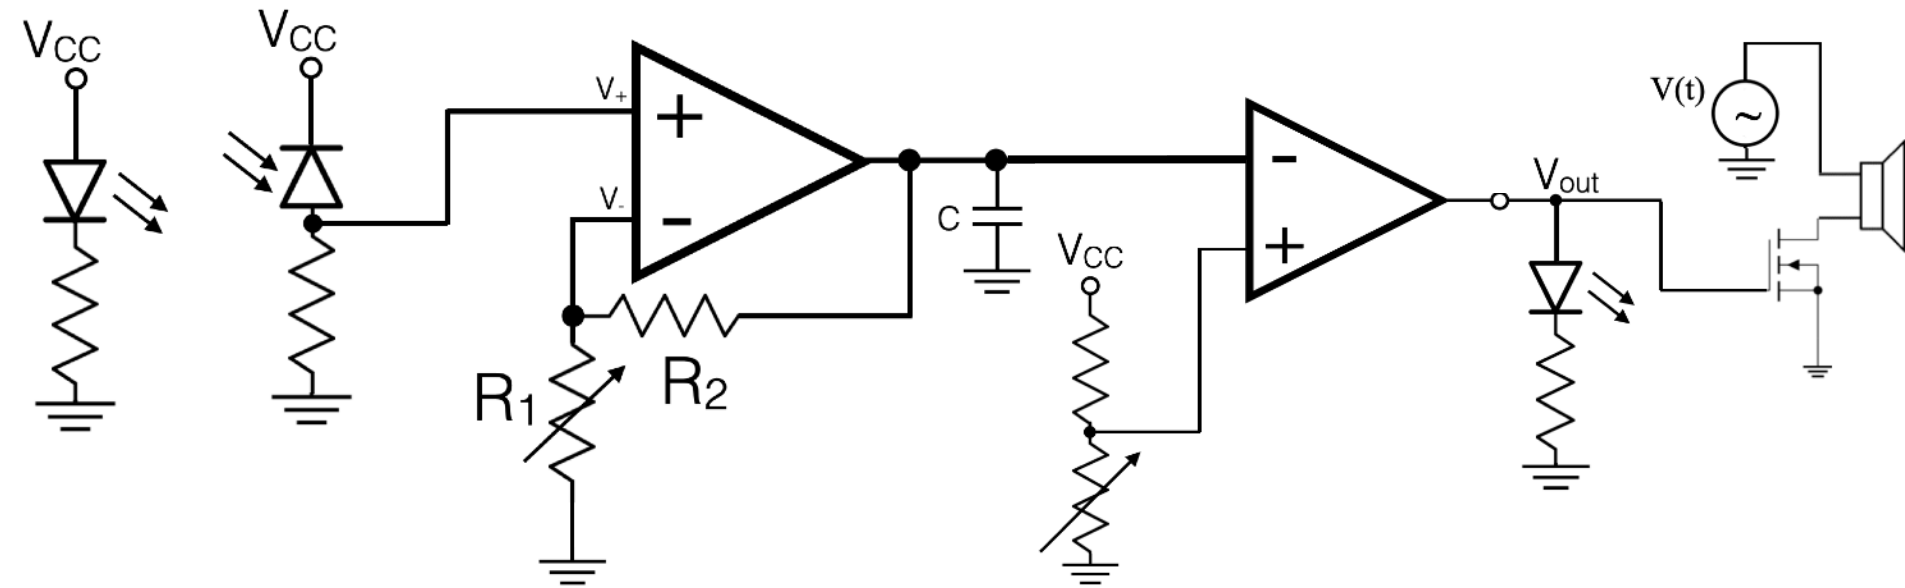 VCC
VCC
V+
+
V-
-
R1
R2
C
-
+
VCC
Vout
V(t)
~